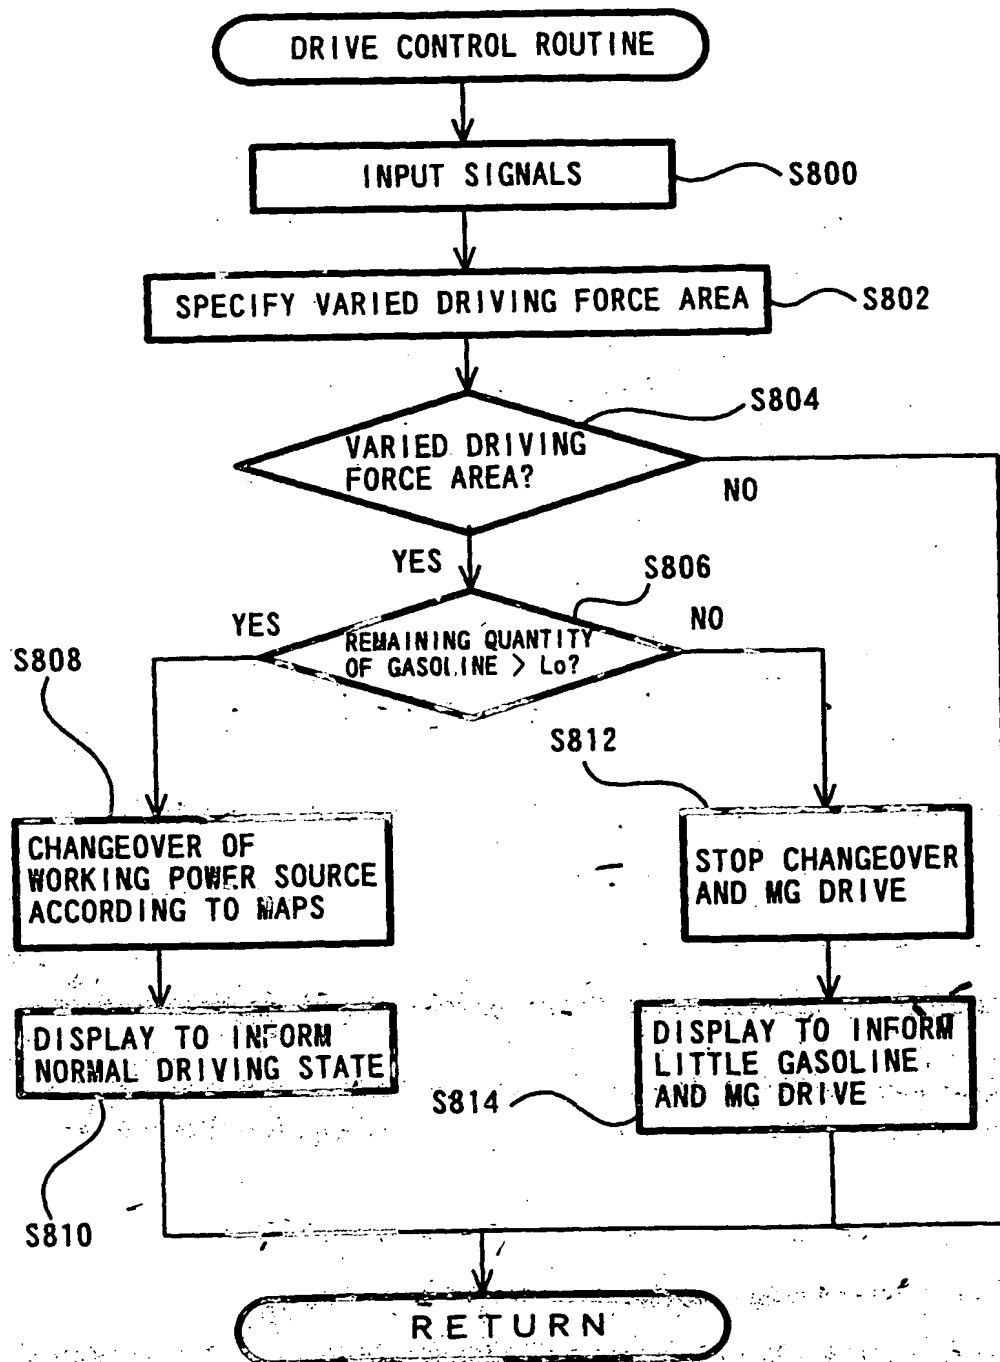 DRIVE CONTROL ROUTINE
INPUT SIGNALS
S800
SPECIFY VARIED DRIVING FORCE AREA
S802
S804
VARIED DRIVING
FORCE AREA?
NO
YES
S806
YES
NO
REMAINING QUANTITY
OF GASOLINE > Lo?
S808
S812
CHANGEOVER OF
WORKING POWER SOURCE
ACCORDING TO MAPS
STOP CHANGEOVER
AND MG DRIVE
DISPLAY TO INFORM
NORMAL DRIVING STATE
DISPLAY TO INFORM
LITTLE GASOLINE
AND MG DRIVE
S814
S810
RETURN